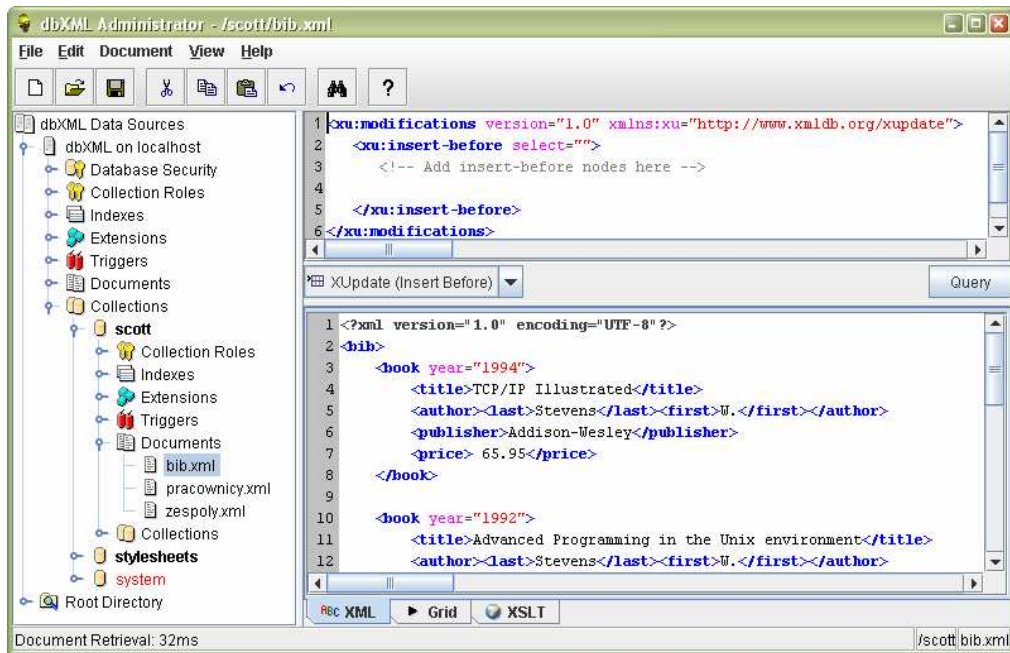 dbXML Administrator - /scott/bib.xml
File Edit Document View Help
?
dbXML Data Sources
dbXML on localhost
Database Security
Collection Roles
Indexes
Extensions
Triggers
Documents
Collections
scott
Collection Roles
Indexes
Extensions
Triggers
Documents
bib.xml
pracownicy.xml
zespoly.xml
Collections
stylesheets
system
Root Directory
1 <xu:modifications version="1.0" xmlns:xu="http://www.xmldb.org/xupdate">
2 <xu:insert-before select="">
3 <!-- Add insert-before nodes here -->
4
5 </xu:insert-before>
6 </xu:modifications>
XUpdate (Insert Before) Query
1 <?xml version="1.0" encoding="UTF-8"?>
2 <bib>
3 <book year="1994">
4 <title>TCP/IP Illustrated</title>
5 <author><last>Stevens</last><first>W.</first></author>
6 <publisher>Addison-Wesley</publisher>
7 <price> 65.95</price>
8 </book>
9
10 <book year="1992">
11 <title>Advanced Programming in the Unix environment</title>
12 <author><last>Stevens</last><first>W.</first></author>
ABC XML Grid XSLT
Document Retrieval: 32ms /scott bib.xml